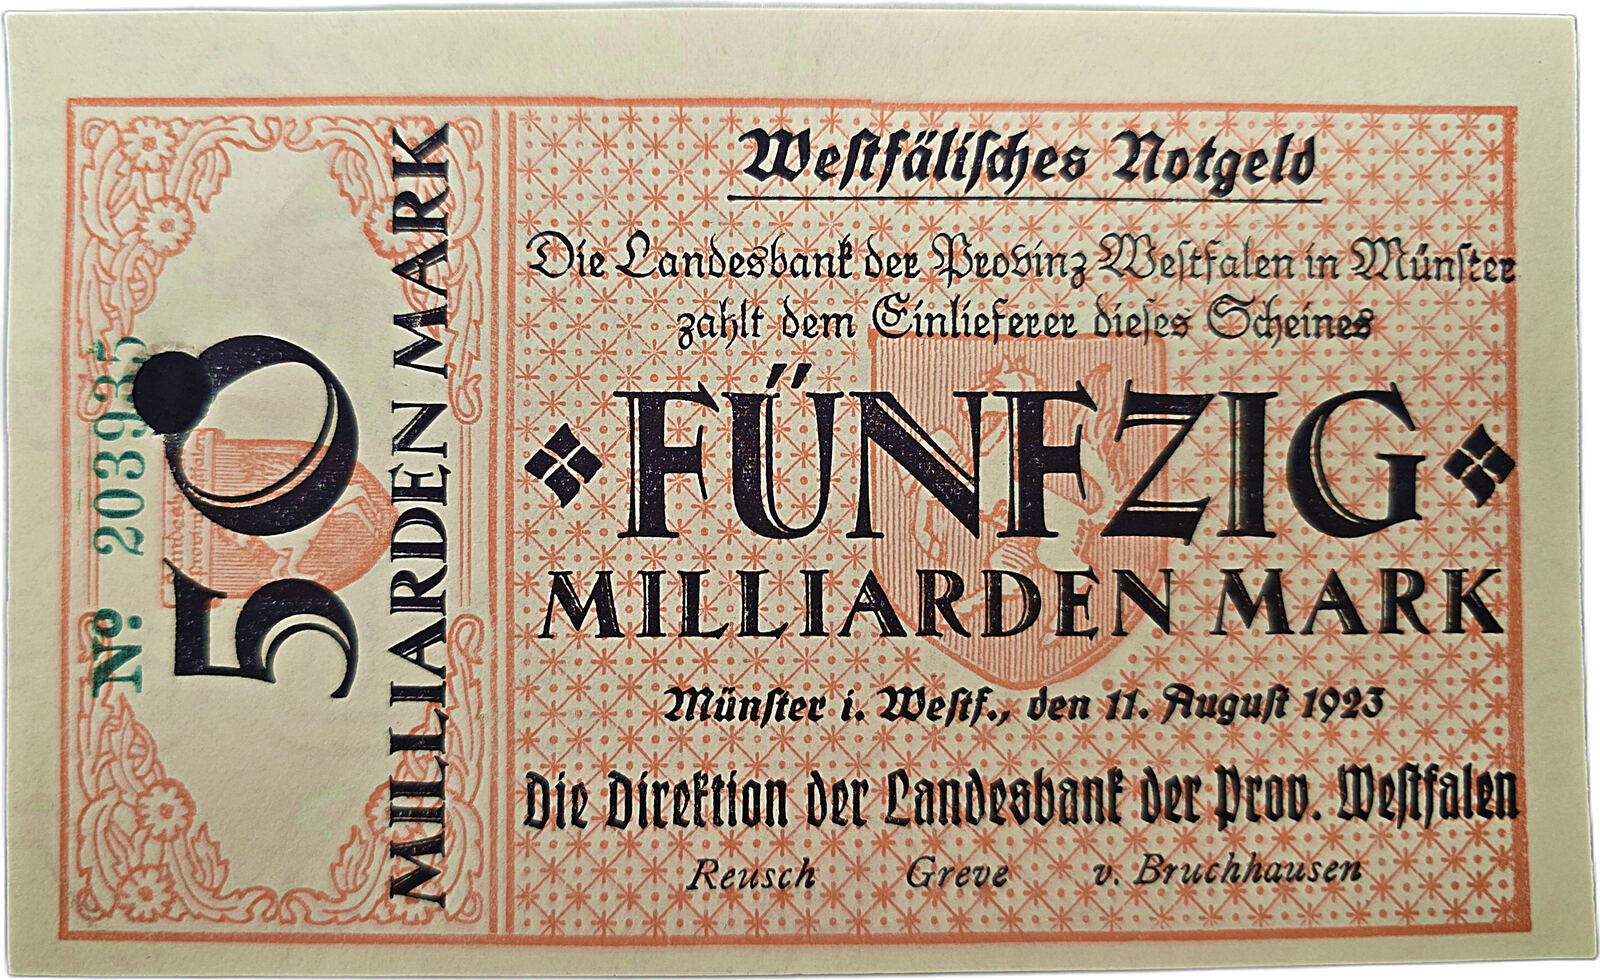 Nº. 203935
50
MILLIARDEN MARK
Westfälisches Notgeld
Die Landesbank der Provinz Westfalen in Münster
zahlt dem Einlieferer dieses Scheines
FÜNFZIG
MILLIARDEN MARK
Münster i. Westf., den 11. August 1923
Die Direktion der Landesbank der Prov. Westfalen
Reusch Greve v. Bruchhausen